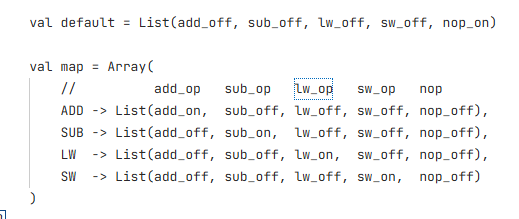 val default = List(add_off, sub_off, lw_off, sw_off, nop_on)
val map = Array(
// add_op sub_op lw_op sw_op nop
ADD -> List(add_on, sub_off, lw_off, sw_off, nop_off),
SUB -> List(add_off, sub_on, lw_off, sw_off, nop_off),
LW -> List(add_off, sub_off, lw_on, sw_off, nop_off),
SW -> List(add_off, sub_off, lw_off, sw_on, nop_off)
)